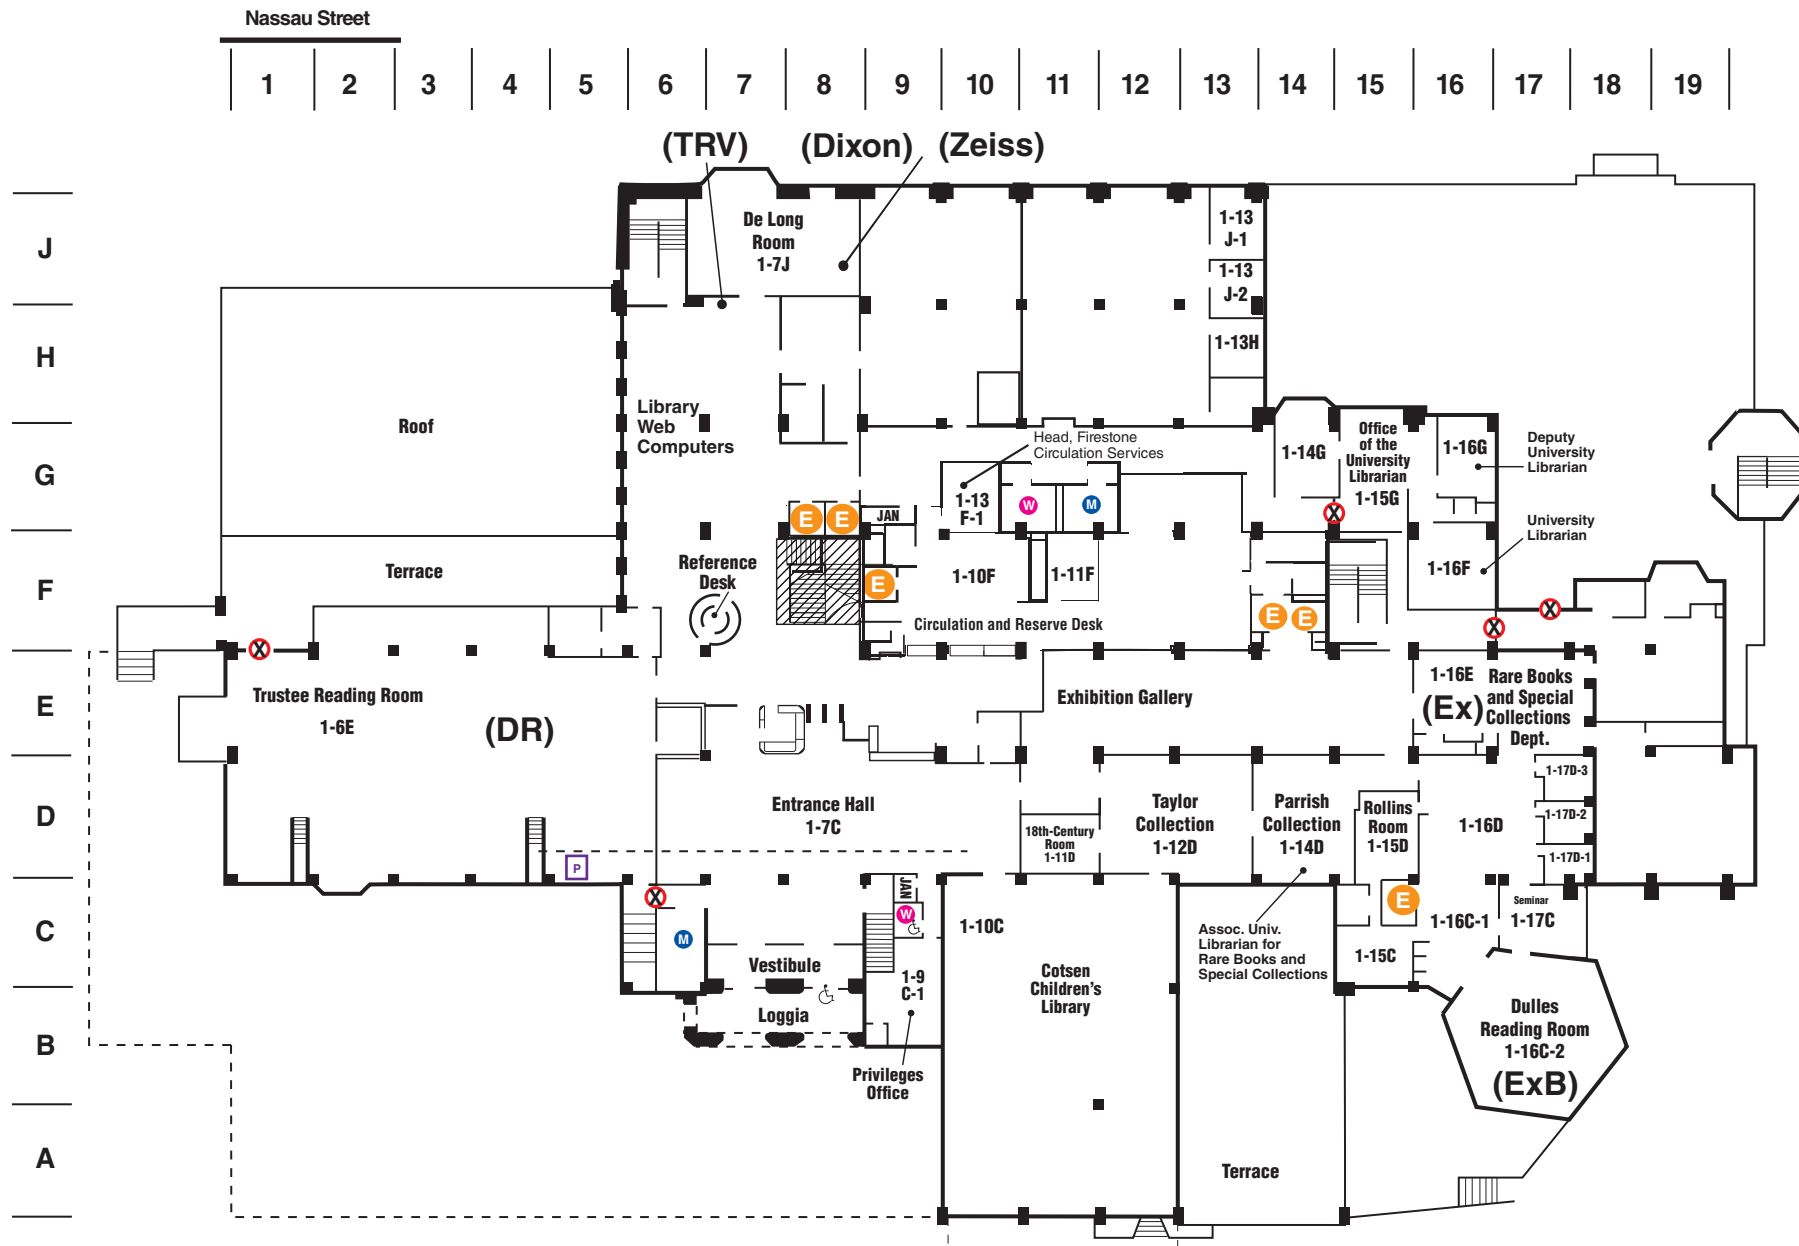 Nassau Street
1 2 3 4 5 6 7 8 9 10 11 12 13 14 15 16 17 18 19
(TRV) (Dixon) (Zeiss)
J
De Long
Room
1-7J
1-13
J-1
1-13
J-2
H
1-13H
Library
Web
Computers
Roof
Head, Firestone
Circulation Services
Office
of the
University
Librarian
1-15G
1-14G
1-16G
Deputy
University
Librarian
G
1-13
F-1
W
M
E
E
JAN
X
University
Librarian
F
Terrace
Reference
Desk
E
1-10F
1-11F
1-16F
E
E
X
X
Circulation and Reserve Desk
X
E
Trustee Reading Room
1-6E
(DR)
Exhibition Gallery
1-16E
(Ex)
Rare Books
and Special
Collections
Dept.
D
Entrance Hall
1-7C
18th-Century
Room
1-11D
Taylor
Collection
1-12D
Parrish
Collection
1-14D
Rollins
Room
1-15D
1-16D
1-17D-3
1-17D-2
1-17D-1
P
X
JAN
W
E
C
M
1-10C
Assoc. Univ.
Librarian for
Rare Books and
Special Collections
1-15C
1-16C-1
Seminar
1-17C
Vestibule
1-9
C-1
Cotsen
Children's
Library
Loggia
B
Privileges
Office
Dulles
Reading Room
1-16C-2
(ExB)
A
Terrace